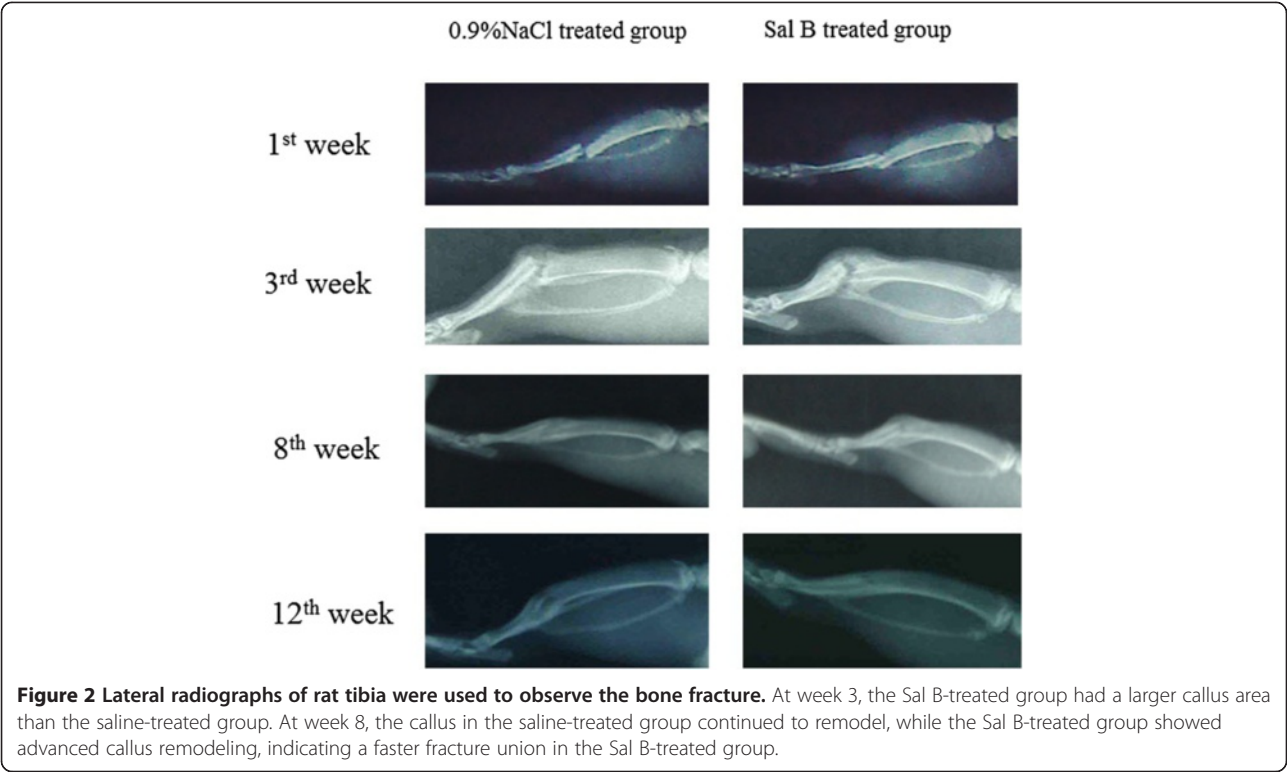 0.9%NaCl treated group Sal B treated group
1st week
3rd week
8th week
12th week
Figure 2 Lateral radiographs of rat tibia were used to observe the bone fracture. At week 3, the Sal B-treated group had a larger callus area
than the saline-treated group. At week 8, the callus in the saline-treated group continued to remodel, while the Sal B-treated group showed
advanced callus remodeling, indicating a faster fracture union in the Sal B-treated group.